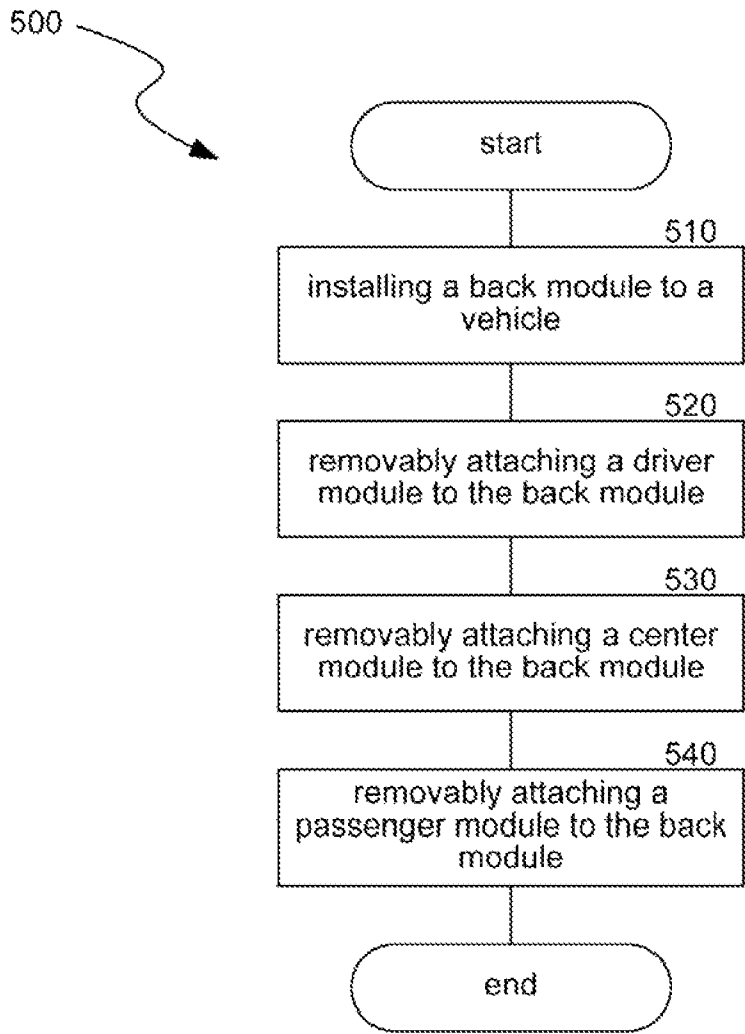 500
start
510
installing a back module to a
vehicle
520
removably attaching a driver
module to the back module
530
removably attaching a center
module to the back module
540
removably attaching a
passenger module to the back
module
end